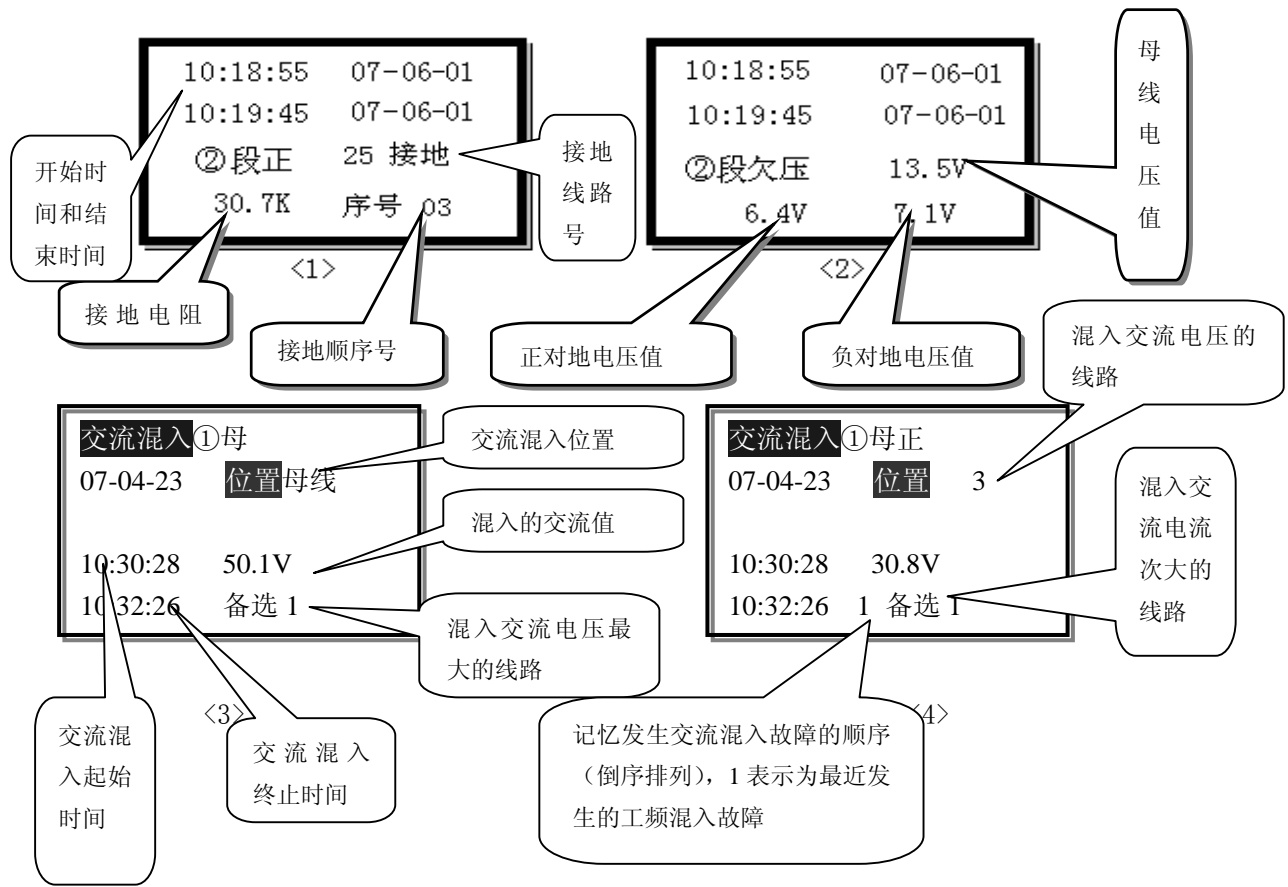 10:18:55 07-06-01
10:19:45 07-06-01
②段正 25 接地
30.7K 序号 03
<1>
开始时
间和结
束时间
接地电阻
接地顺序号
接地
线路
号
10:18:55 07-06-01
10:19:45 07-06-01
②段欠压 13.5V
6.4V 7.1V
<2>
母
线
电
压
值
正对地电压值
负对地电压值
交流混入①母
07-04-23 位置母线
10:30:28 50.1V
10:32:26 备选 1
<3>
交流混入位置
混入的交流值
混入交流电压最
大的线路
交流混
入起始
时间
交流混入
终止时间
交流混入①母正
07-04-23 位置 3
10:30:28 30.8V
10:32:26 1 备选 1
4>
混入交流电压的
线路
混入交
流电流
次大的
线路
记忆发生交流混入故障的顺序
（倒序排列），1 表示为最近发
生的工频混入故障